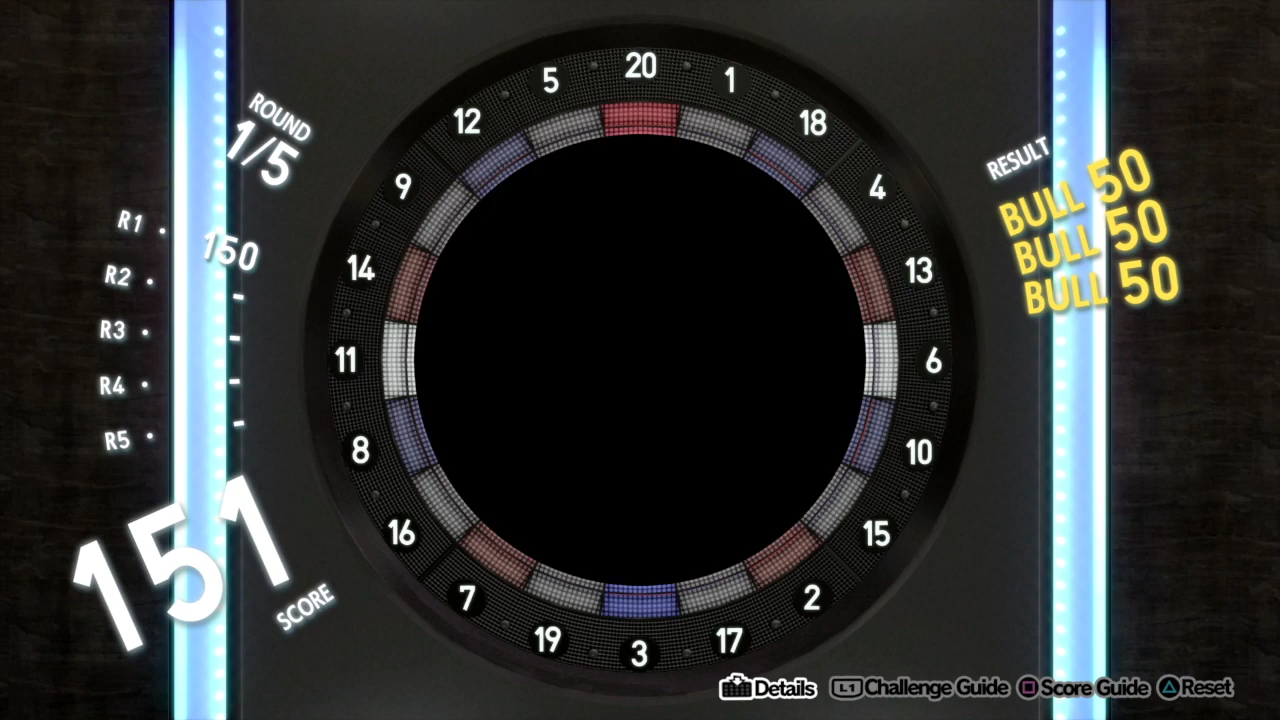 ROUND
1/5
R1 150
R2 -
R3 -
R4 -
R5 -
151
SCORE
20
1
18
4
13
6
10
15
2
17
3
19
7
16
8
11
14
9
12
5
RESULT
BULL 50
BULL 50
BULL 50
Details L1 Challenge Guide Score Guide Reset